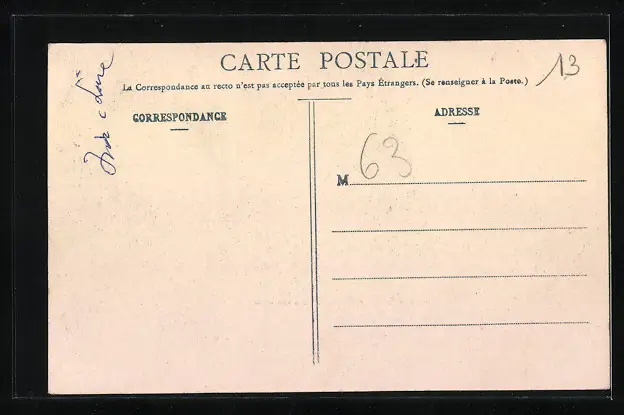 CARTE POSTALE
La Correspondance au recto n'est pas acceptée par tous les Pays Étrangers. (Se renseigner à la Poste.)
13
CORRESPONDANCE
ADRESSE
63
M